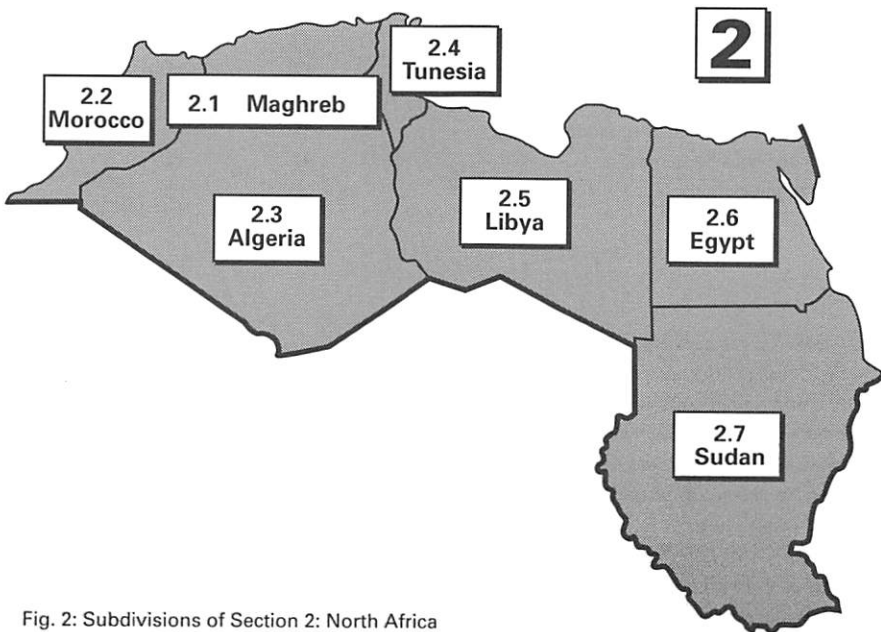 2
2.4
Tunesia
2.2
Morocco
2.1 Maghreb
2.3
Algeria
2.5
Libya
2.6
Egypt
2.7
Sudan
Fig. 2: Subdivisions of Section 2: North Africa